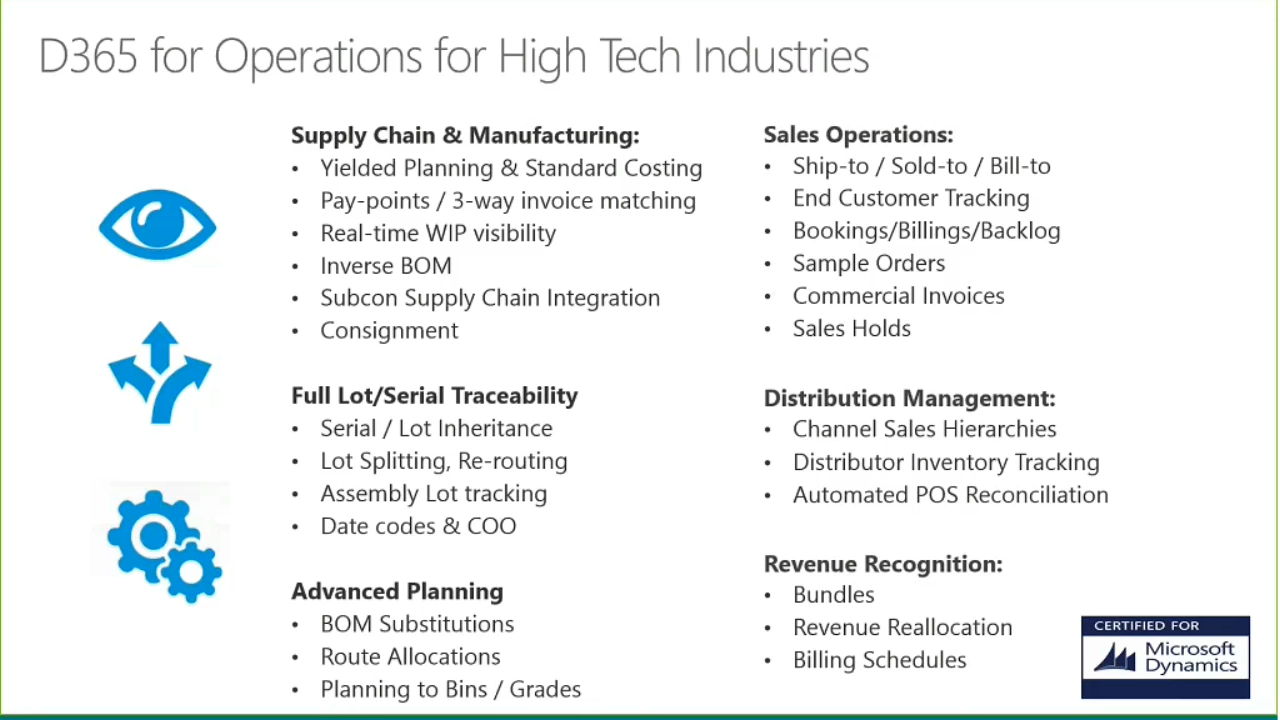 D365 for Operations for High Tech Industries
Supply Chain & Manufacturing:
• Yielded Planning & Standard Costing
• Pay-points / 3-way invoice matching
• Real-time WIP visibility
• Inverse BOM
• Subcon Supply Chain Integration
• Consignment
Full Lot/Serial Traceability
• Serial / Lot Inheritance
• Lot Splitting, Re-routing
• Assembly Lot tracking
• Date codes & COO
Advanced Planning
• BOM Substitutions
• Route Allocations
• Planning to Bins / Grades
Sales Operations:
• Ship-to / Sold-to / Bill-to
• End Customer Tracking
• Bookings/Billings/Backlog
• Sample Orders
• Commercial Invoices
• Sales Holds
Distribution Management:
• Channel Sales Hierarchies
• Distributor Inventory Tracking
• Automated POS Reconciliation
Revenue Recognition:
• Bundles
• Revenue Reallocation
• Billing Schedules
CERTIFIED FOR
Microsoft
Dynamics